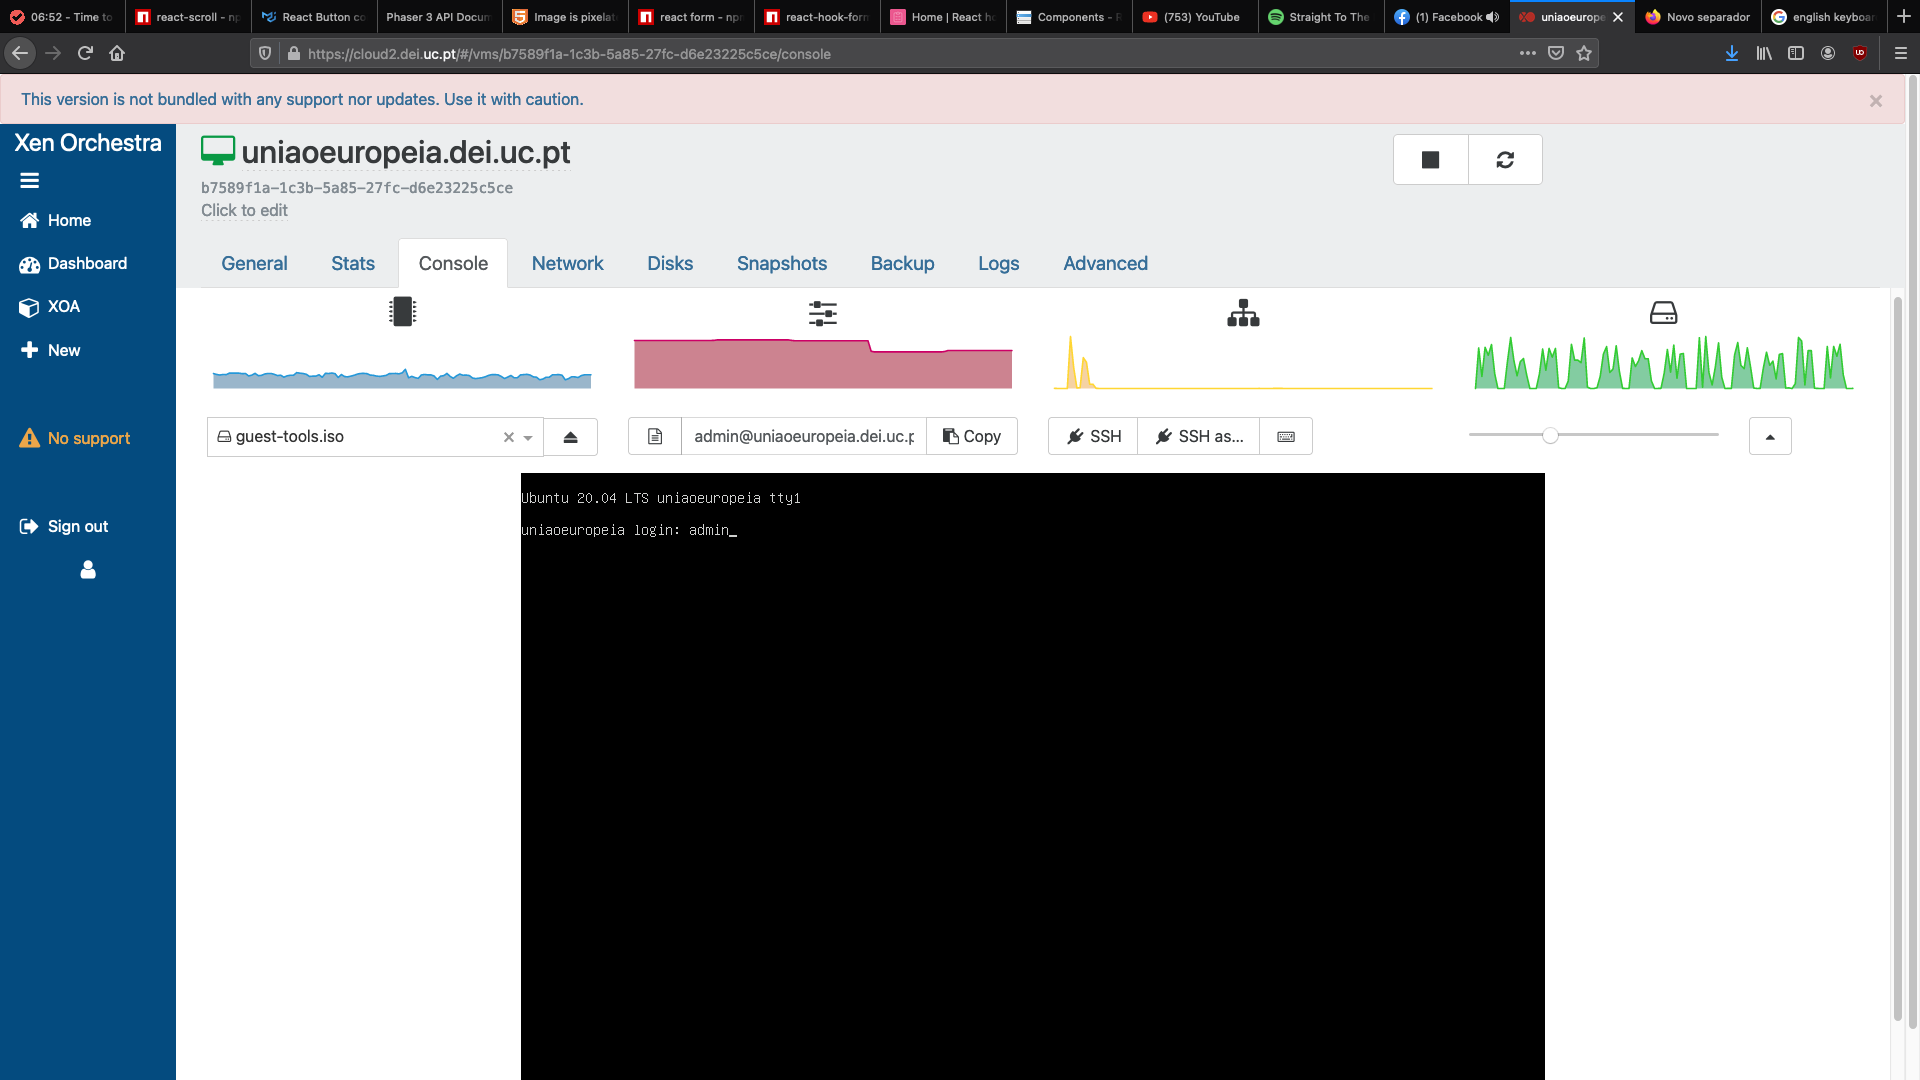 06:52 - Time to
react-scroll - np
React Button co
Phaser 3 API Docum
Image is pixelat
react form - npr
react-hook-forn
Home | React h
Components - R
(753) YouTube
Straight To The
(1) Facebook
uniaoeurope
Novo separador
english keyboar
https://cloud2.dei.uc.pt/#/vms/b7589f1a-1c3b-5a85-27fc-d6e23225c5ce/console
This version is not bundled with any support nor updates. Use it with caution.
×
Xen Orchestra
Home
Dashboard
XOA
New
No support
Sign out
uniaoeuropeia.dei.uc.pt
b7589f1a-1c3b-5a85-27fc-d6e23225c5ce
Click to edit
General
Stats
Console
Network
Disks
Snapshots
Backup
Logs
Advanced
guest-tools.iso
admin@uniaoeuropeia.dei.uc.p
Copy
SSH
SSH as...
Ubuntu 20.04 LTS uniaoeuropeia tty1
uniaoeuropeia login: admin_